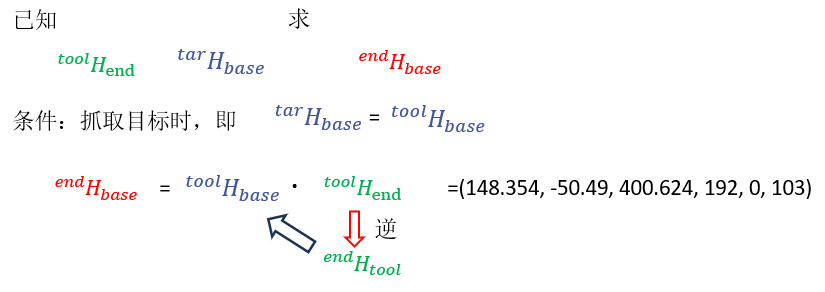 已知 求
toolHend tarHbase endHbase
条件：抓取目标时，即 tarHbase = toolHbase
endHbase = toolHbase · toolHend =(148.354, -50.49, 400.624, 192, 0, 103)
逆
endHtool